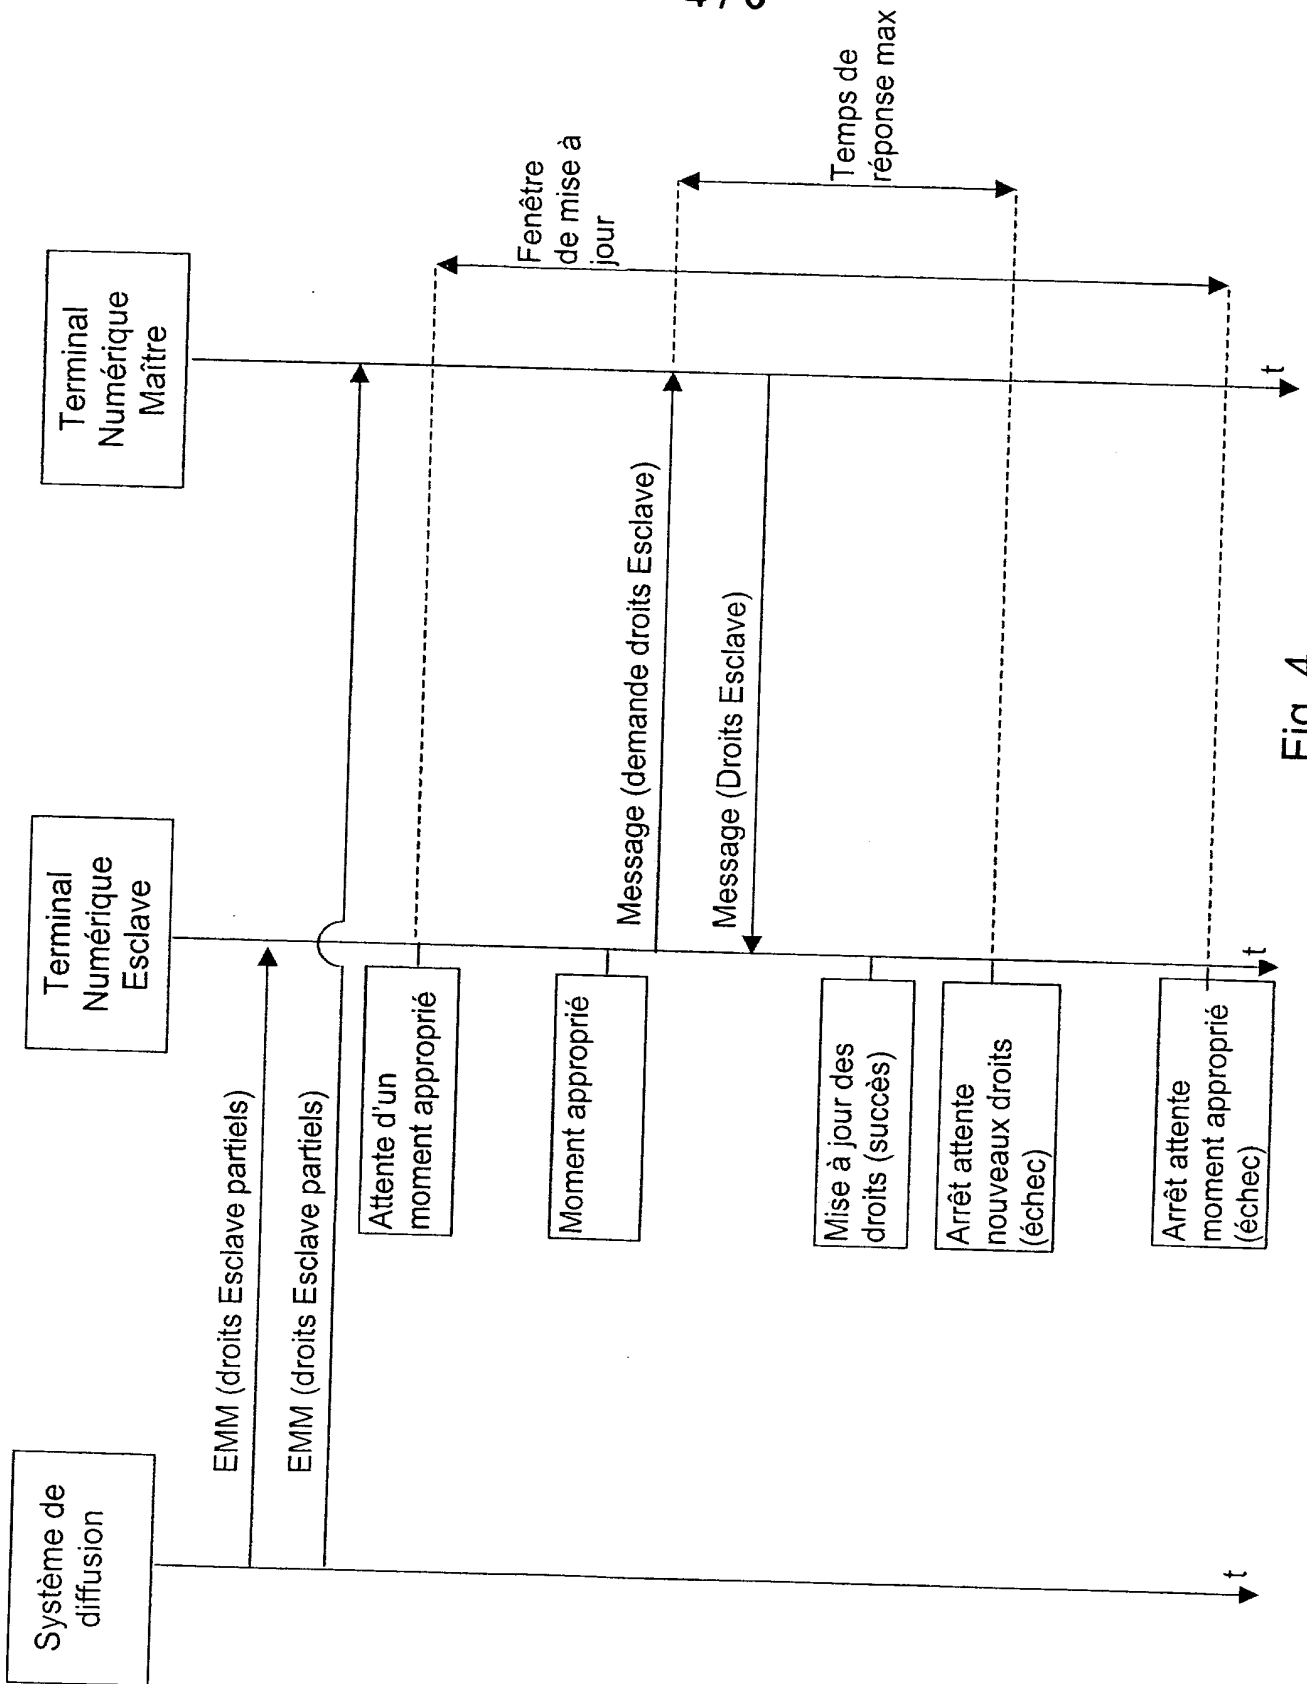 Système de
diffusion
Terminal
Numérique
Esclave
Terminal
Numérique
Maître
EMM (droits Esclave partiels)
EMM (droits Esclave partiels)
Attente d'un
moment approprié
Fenêtre
de mise à
jour
Moment approprié
Message (demande droits Esclave)
Message (Droits Esclave)
Temps de
réponse max
Mise à jour des
droits (succès)
Arrêt attente
nouveaux droits
(échec)
Arrêt attente
moment approprié
(échec)
t
t
t
Fig. 4